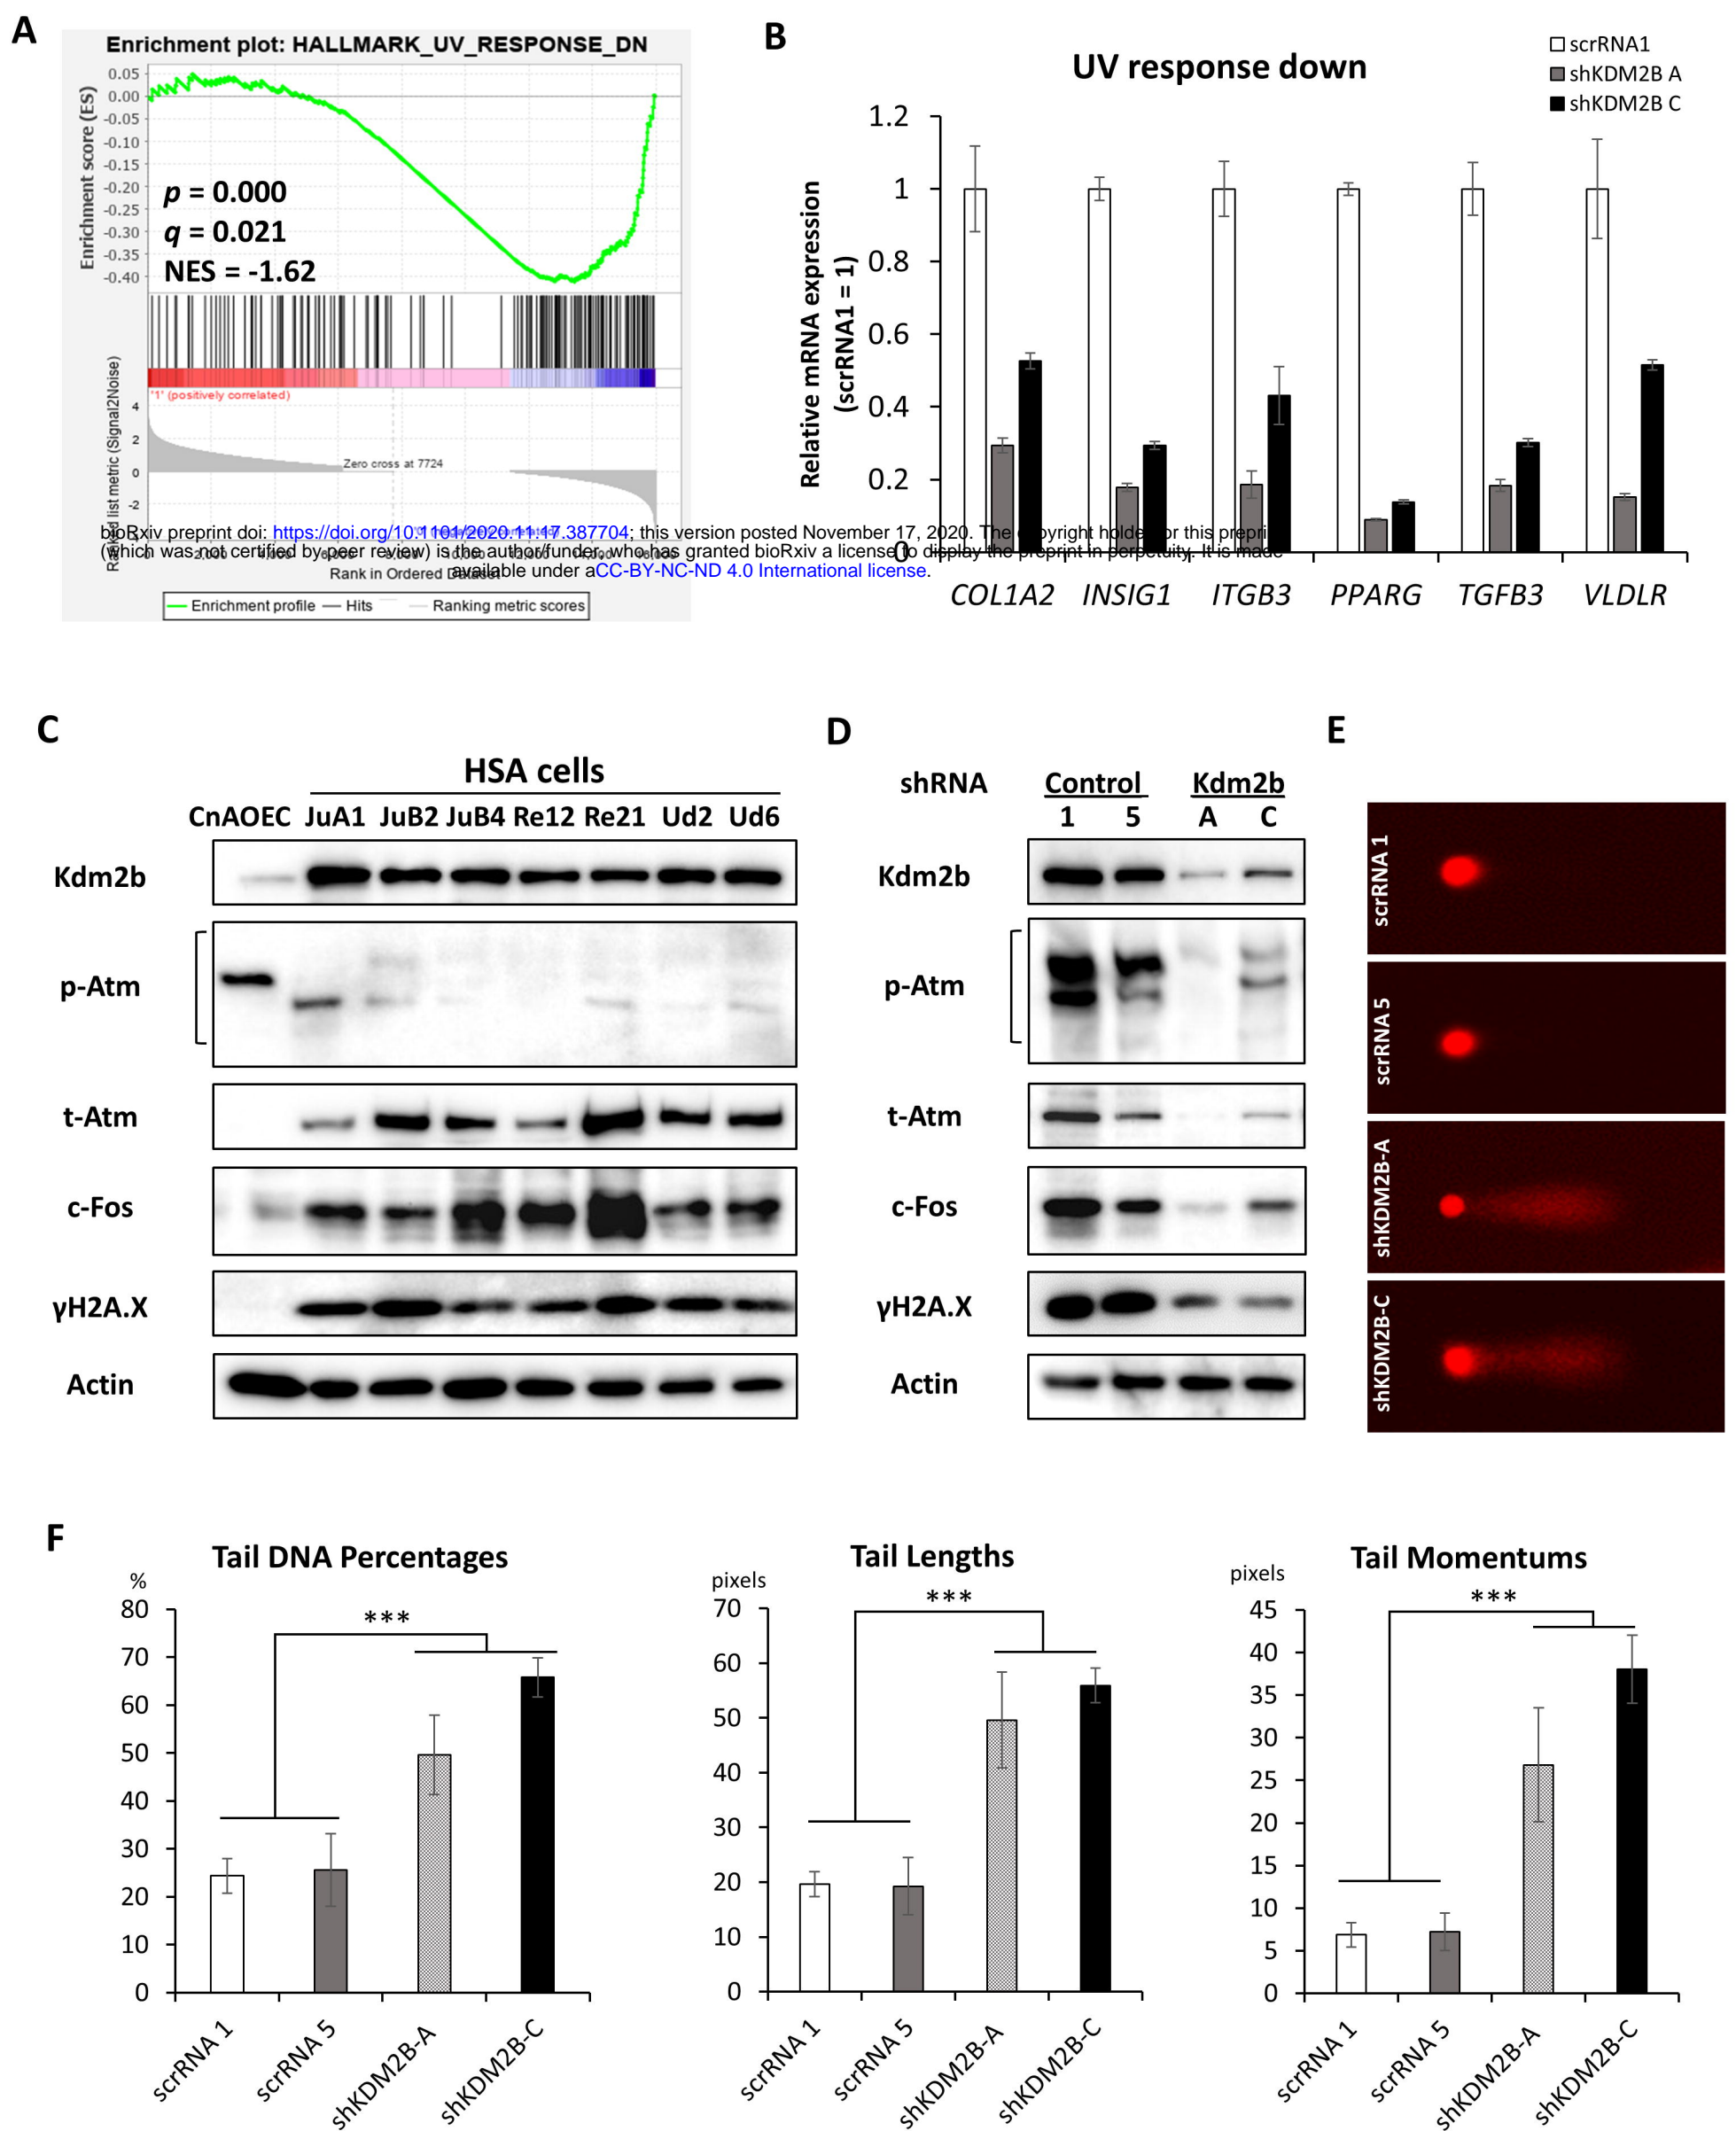 A
Enrichment plot: HALLMARK_UV_RESPONSE_DN
Enrichment score (ES)
0.05
0.00
-0.05
-0.10
-0.15
-0.20
-0.25
-0.30
-0.35
-0.40
p = 0.000
q = 0.021
NES = -1.62
'1' (positively correlated)
Ranked list metric (Signal2Noise)
4
2
0
-2
Zero cross at 7724
Rank in Ordered Dataset
Enrichment profile
Hits
Ranking metric scores
bioRxiv preprint doi: https://doi.org/10.1101/2020.11.17.387704; this version posted November 17, 2020. The copyright holder for this preprint
(which was not certified by peer review) is the author/funder, who has granted bioRxiv a license to display the preprint in perpetuity. It is made
available under aCC-BY-NC-ND 4.0 International license.
B
UV response down
scrRNA1
shKDM2B A
shKDM2B C
Relative mRNA expression
(scrRNA1 = 1)
1.2
1
0.8
0.6
0.4
0.2
0
COL1A2
INSIG1
ITGB3
PPARG
TGFB3
VLDLR
C
HSA cells
CnAOEC JuA1 JuB2 JuB4 Re12 Re21 Ud2 Ud6
Kdm2b
p-Atm
t-Atm
c-Fos
γH2A.X
Actin
D
shRNA Control Kdm2b
1 5 A C
Kdm2b
p-Atm
t-Atm
c-Fos
γH2A.X
Actin
E
scrRNA 1
scrRNA 5
shKDM2B-A
shKDM2B-C
F
Tail DNA Percentages
%
80
70
60
50
40
30
20
10
0
***
scrRNA 1
scrRNA 5
shKDM2B-A
shKDM2B-C
Tail Lengths
pixels
70
60
50
40
30
20
10
0
***
scrRNA 1
scrRNA 5
shKDM2B-A
shKDM2B-C
Tail Momentums
pixels
45
40
35
30
25
20
15
10
5
0
***
scrRNA 1
scrRNA 5
shKDM2B-A
shKDM2B-C